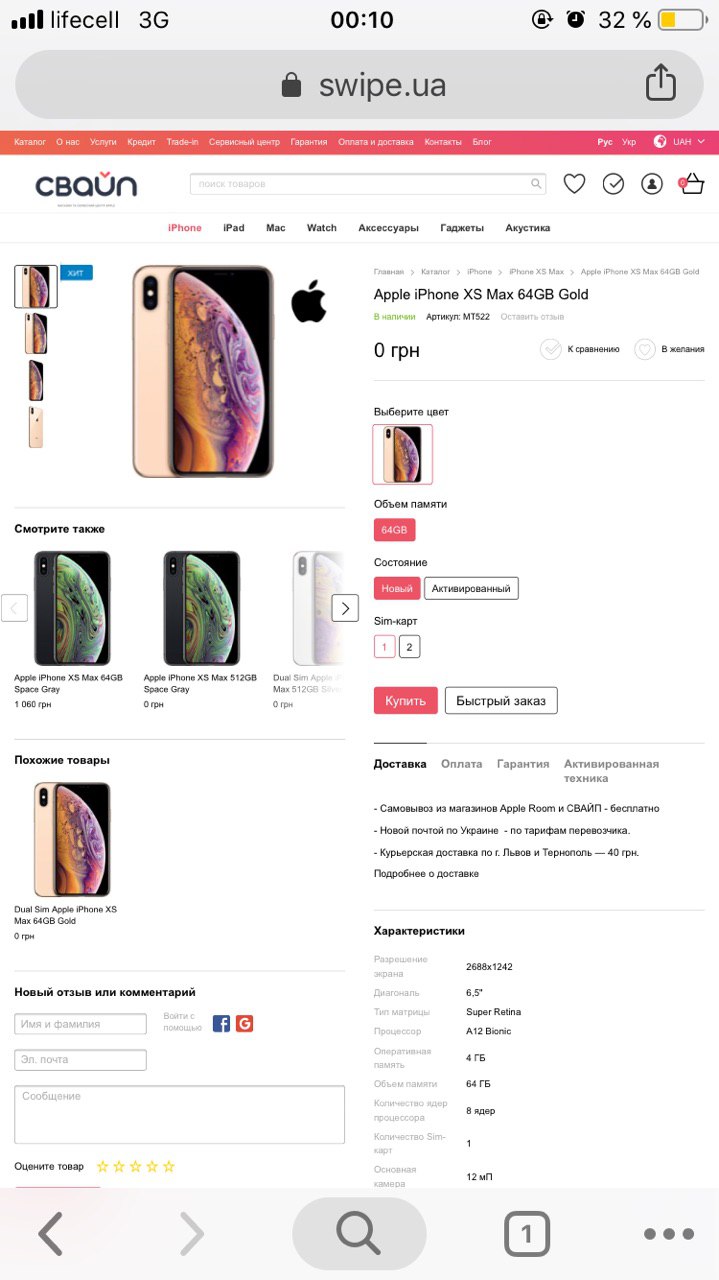 lifecell 3G 00:10 32 %
swipe.ua
Каталог О нас Услуги Кредит Trade-in Сервисный центр Гарантия Оплата и доставка Контакты Блог Рус Укр UAH
СВАЙП
поиск товаров
0
iPhone iPad Mac Watch Аксессуары Гаджеты Акустика
ХИТ
Главная > Каталог > iPhone > iPhone XS Max > Apple iPhone XS Max 64GB Gold
Apple iPhone XS Max 64GB Gold
В наличии Артикул: MT522 Оставить отзыв
0 грн К сравнению В желания
Выберите цвет
Объем памяти
64GB
Состояние
Новый Активированный
Sim-карт
1 2
Купить Быстрый заказ
Смотрите также
Apple iPhone XS Max 64GB
Space Gray
1 060 грн
Apple iPhone XS Max 512GB
Space Gray
0 грн
Dual Sim Apple iP
Max 512GB Silve
0 грн
Похожие товары
Dual Sim Apple iPhone XS
Max 64GB Gold
0 грн
Доставка Оплата Гарантия Активированная
техника
- Самовывоз из магазинов Apple Room и СВАЙП - бесплатно
- Новой почтой по Украине - по тарифам перевозчика.
- Курьерская доставка по г. Львов и Тернополь — 40 грн.
Подробнее о доставке
Характеристики
Разрешение
экрана
2688x1242
Диагональ 6,5"
Тип матрицы Super Retina
Процессор A12 Bionic
Оперативная
память
4 ГБ
Объем памяти 64 ГБ
Количество ядер
процессора
8 ядер
Количество Sim-
карт
1
Основная
камера
12 мП
Новый отзыв или комментарий
Имя и фамилия
Войти с
помощью
Эл. почта
Сообщение
Оцените товар
1